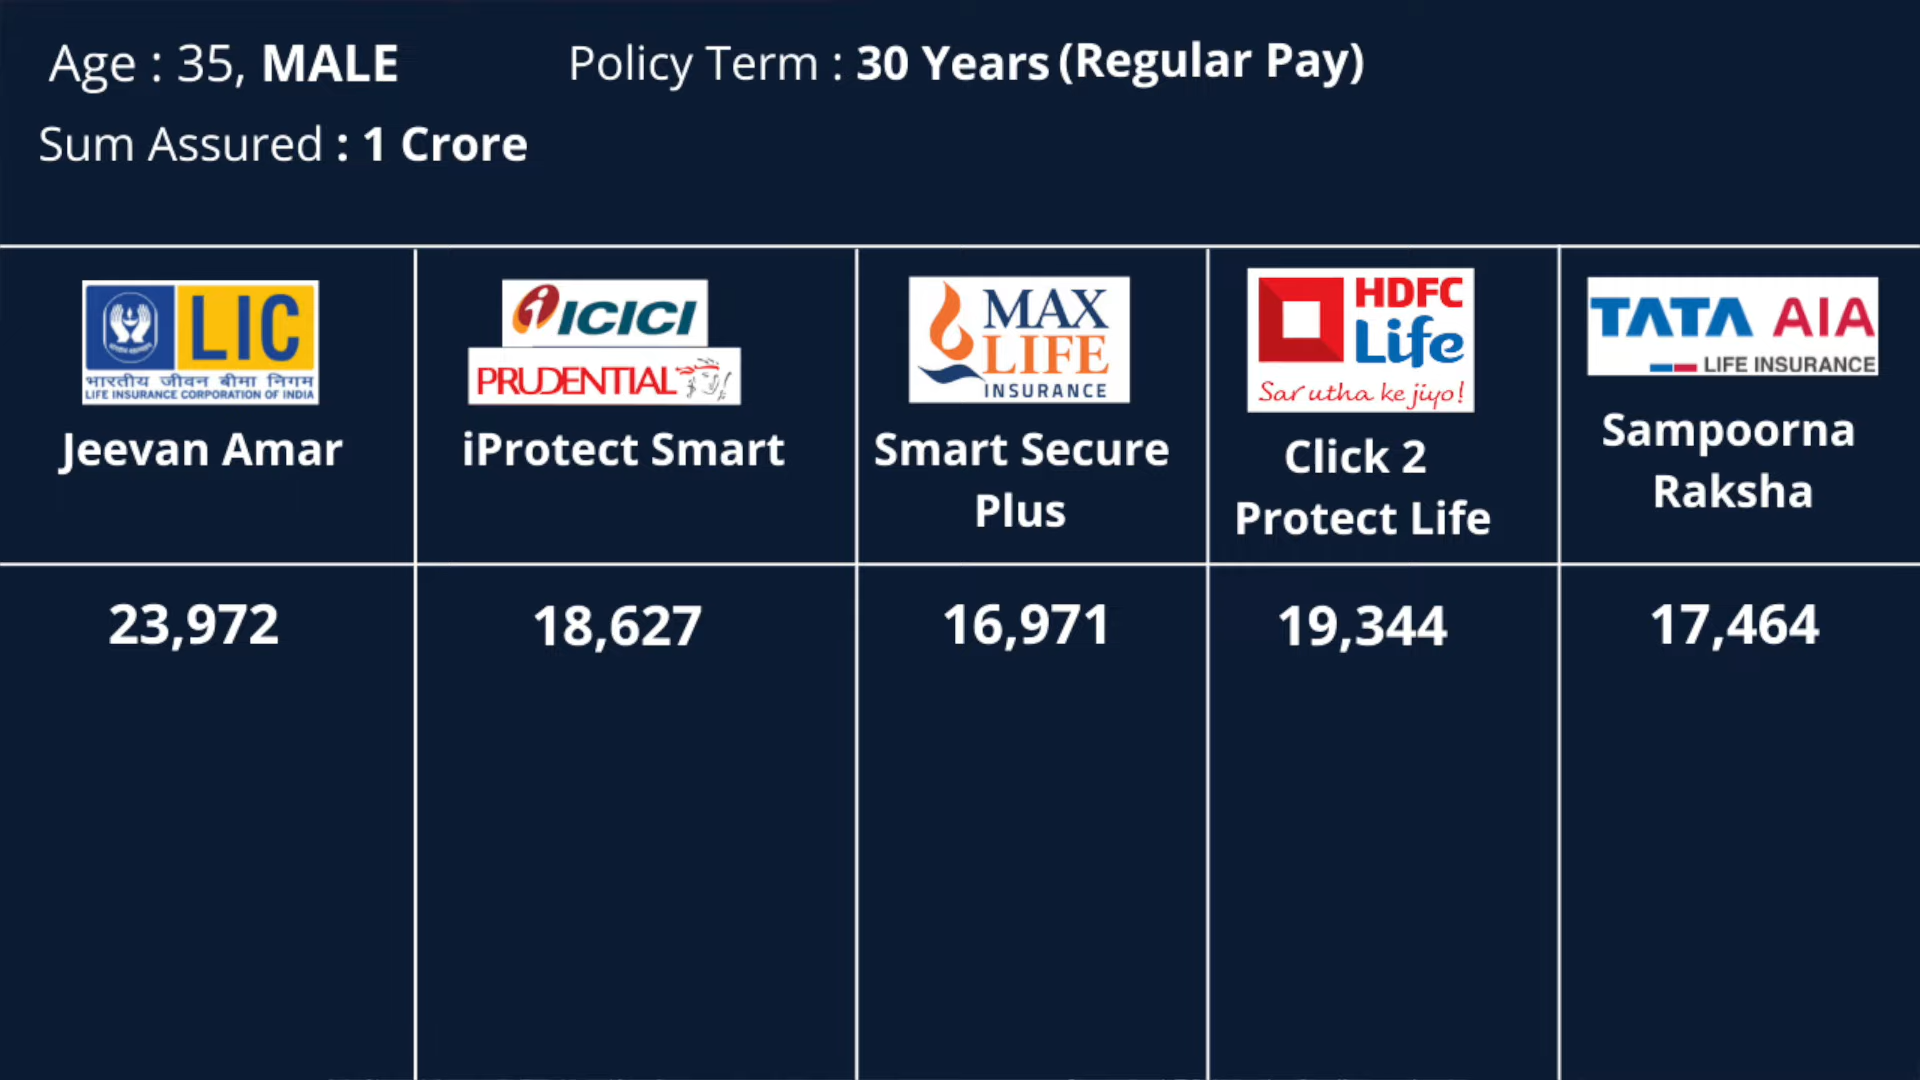 Age : 35, MALE
Policy Term : 30 Years (Regular Pay)
Sum Assured : 1 Crore
LIC
भारतीय जीवन बीमा निगम
LIFE INSURANCE CORPORATION OF INDIA
Jeevan Amar
ICICI
PRUDENTIAL
iProtect Smart
MAX
LIFE
INSURANCE
Smart Secure
Plus
HDFC
Life
Sar utha ke jiyo!
Click 2
Protect Life
TATA AIA
LIFE INSURANCE
Sampoorna
Raksha
23,972
18,627
16,971
19,344
17,464